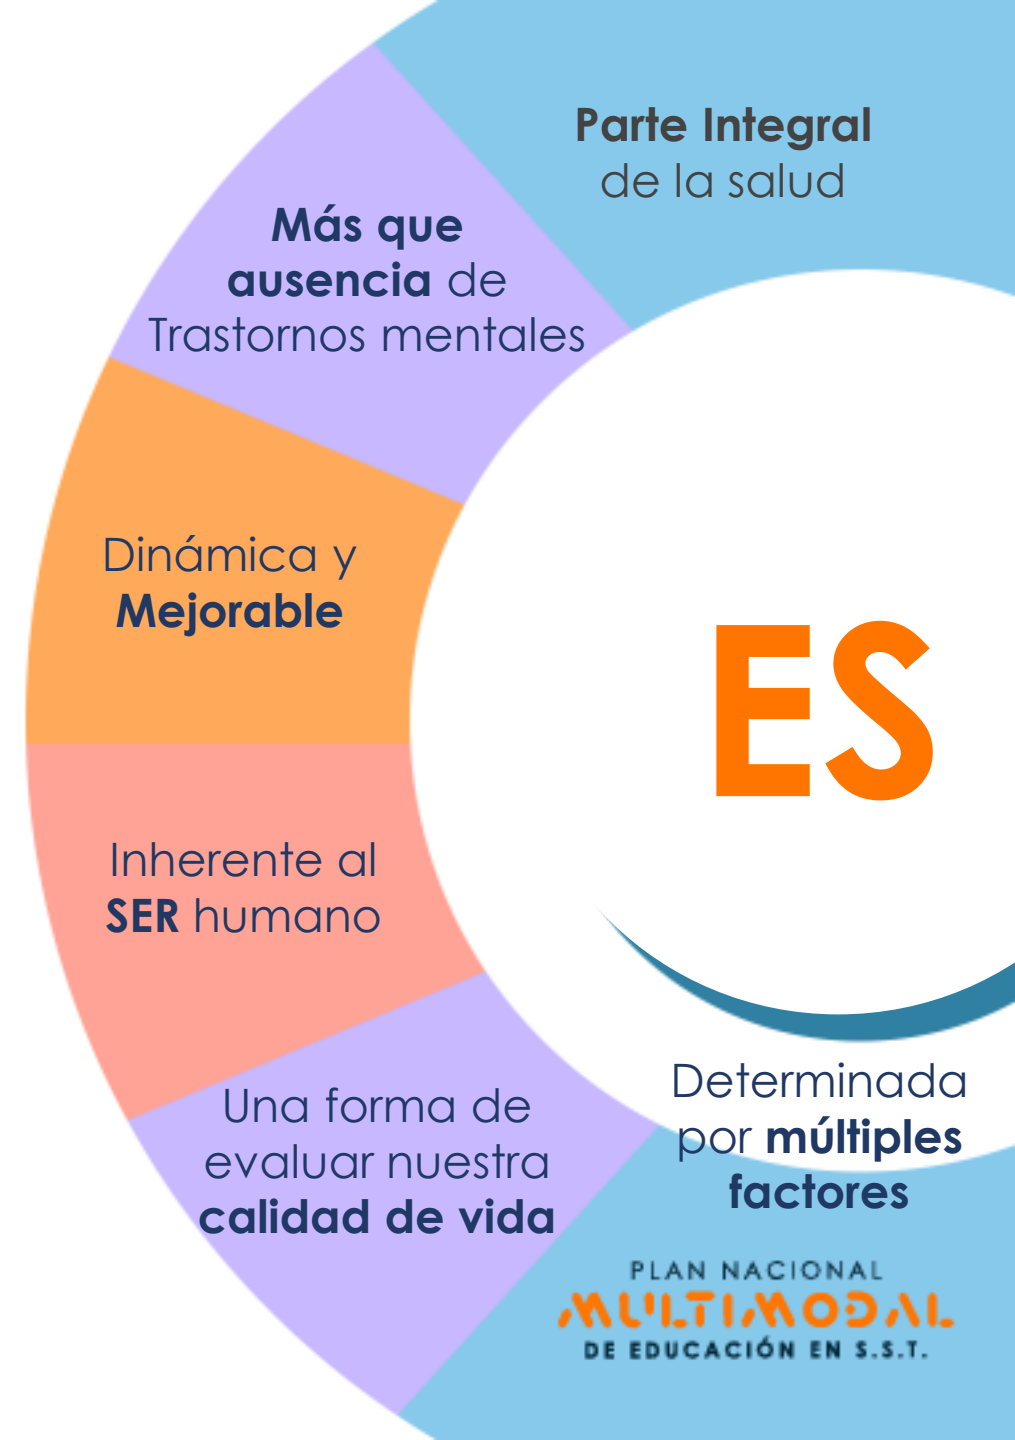 Parte Integral
de la salud
Más que
ausencia de
Trastornos mentales
Dinámica y
Mejorable
ES
Inherente al
SER humano
Una forma de
evaluar nuestra
calidad de vida
Determinada
por múltiples
factores
PLAN NACIONAL
MULTIMODAL
DE EDUCACIÓN EN S.S.T.